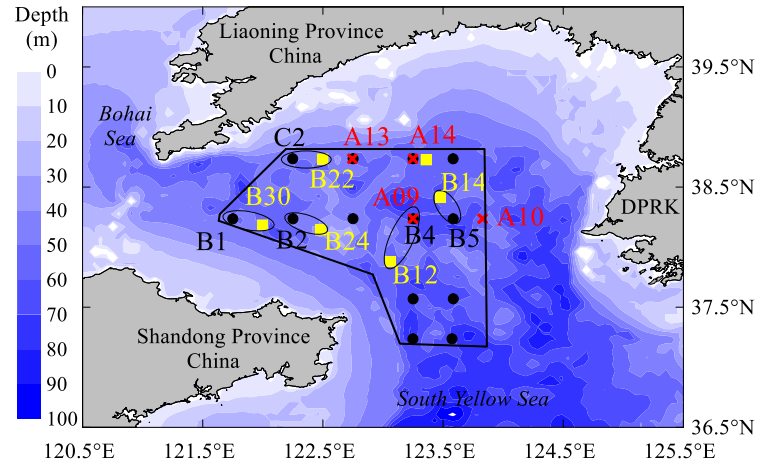 Depth
(m)
0
10
20
30
40
50
60
70
80
90
100
Liaoning Province
China
Bohai
Sea
C2
A13
A14
B22
B14
B30
A09
DPRK
A10
B1
B2
B24
B4
B5
B12
Shandong Province
China
South Yellow Sea
39.5°N
38.5°N
37.5°N
36.5°N
120.5°E
121.5°E
122.5°E
123.5°E
124.5°E
125.5°E